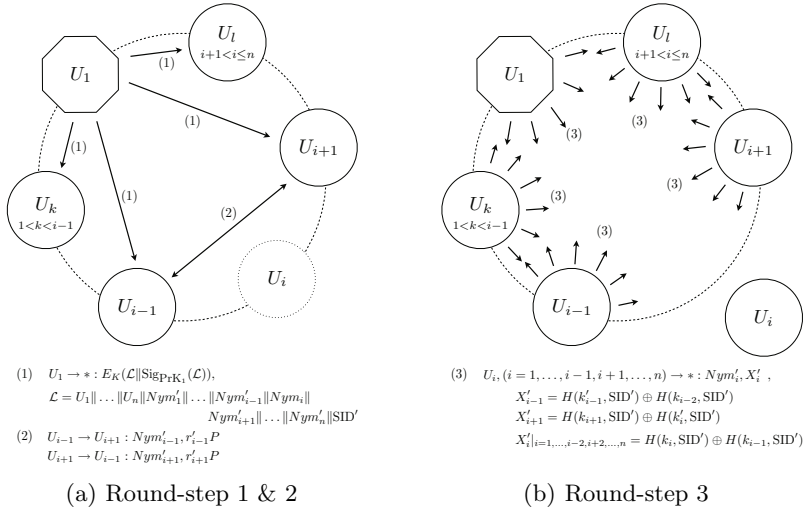 U_1
U_l
i+1<i≤n
(1)
(1)
U_{i+1}
(1)
(1)
(2)
U_k
1<k<i−1
U_i
U_{i−1}
(1) U_1 → * : E_K(ℒ‖Sig_{PrK_1}(ℒ)),
ℒ = U_1‖ … ‖U_n‖Nym′_1‖ … ‖Nym′_{i−1}‖Nym_i‖
Nym′_{i+1}‖ … ‖Nym′_n‖SID′
(2) U_{i−1} → U_{i+1} : Nym′_{i−1}, r′_{i−1}P
U_{i+1} → U_{i−1} : Nym′_{i+1}, r′_{i+1}P
(a) Round-step 1 & 2
U_1
U_l
i+1<i≤n
(3)
(3)
U_{i+1}
(3)
U_k
1<k<i−1
(3)
(3)
U_{i−1}
U_i
(3) U_i, (i = 1, … , i − 1, i + 1, … , n) → * : Nym′_i, X′_i ,
X′_{i−1} = H(k′_{i−1}, SID′) ⊕ H(k_{i−2}, SID′)
X′_{i+1} = H(k_{i+1}, SID′) ⊕ H(k′_i, SID′)
X′_i|_{i=1,…,i−2,i+2,…,n} = H(k_i, SID′) ⊕ H(k_{i−1}, SID′)
(b) Round-step 3